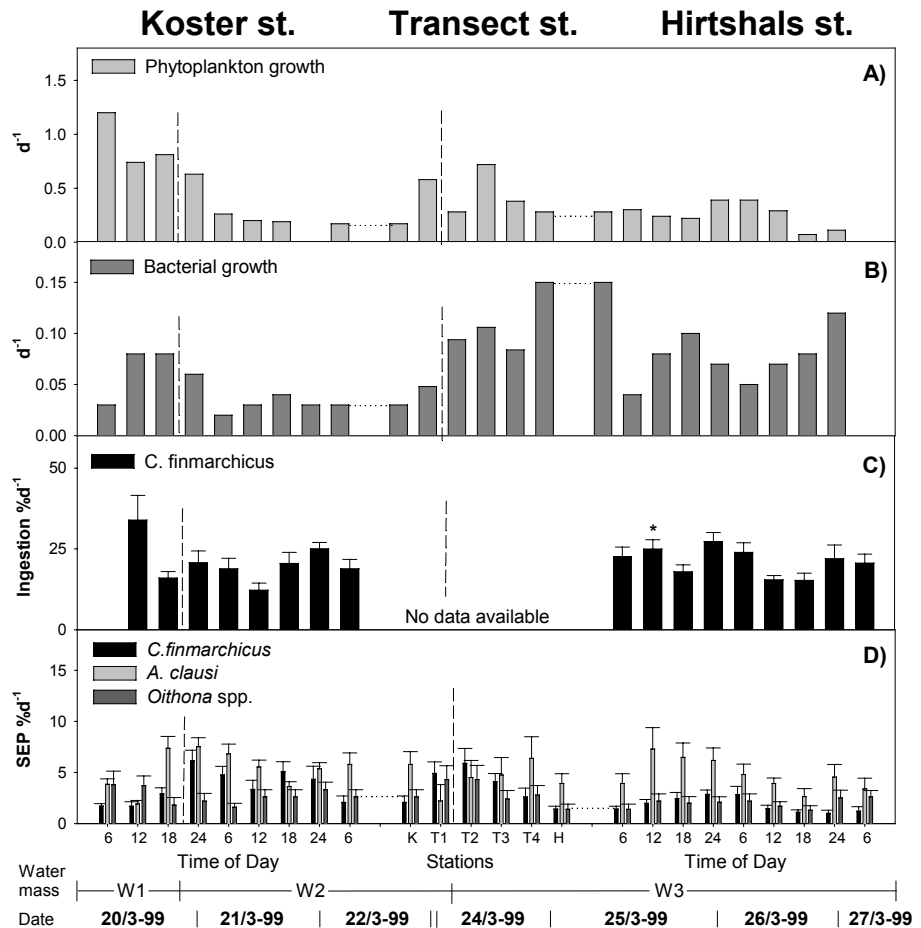 Koster st. Transect st. Hirtshals st.
Phytoplankton growth
A)
1.5
1.0
0.5
0.0
d-1
Bacterial growth
B)
0.15
0.10
0.05
0.00
d-1
C. finmarchicus
C)
50
25
0
Ingestion %d-1
*
No data available
C.finmarchicus
A. clausi
Oithona spp.
D)
15
10
5
0
SEP %d-1
6 12 18 24 6 12 18 24 6 K T1 T2 T3 T4 H 6 12 18 24 6 12 18 24 6
Time of Day Stations Time of Day
Water
mass
W1 W2 W3
Date 20/3-99 21/3-99 22/3-99 24/3-99 25/3-99 26/3-99 27/3-99